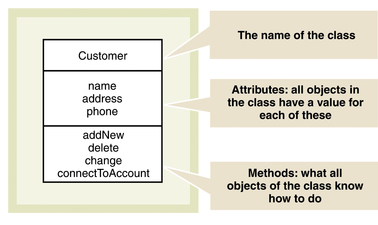 Customer
name
address
phone
addNew
delete
change
connectToAccount
The name of the class
Attributes: all objects in
the class have a value for
each of these
Methods: what all
objects of the class know
how to do